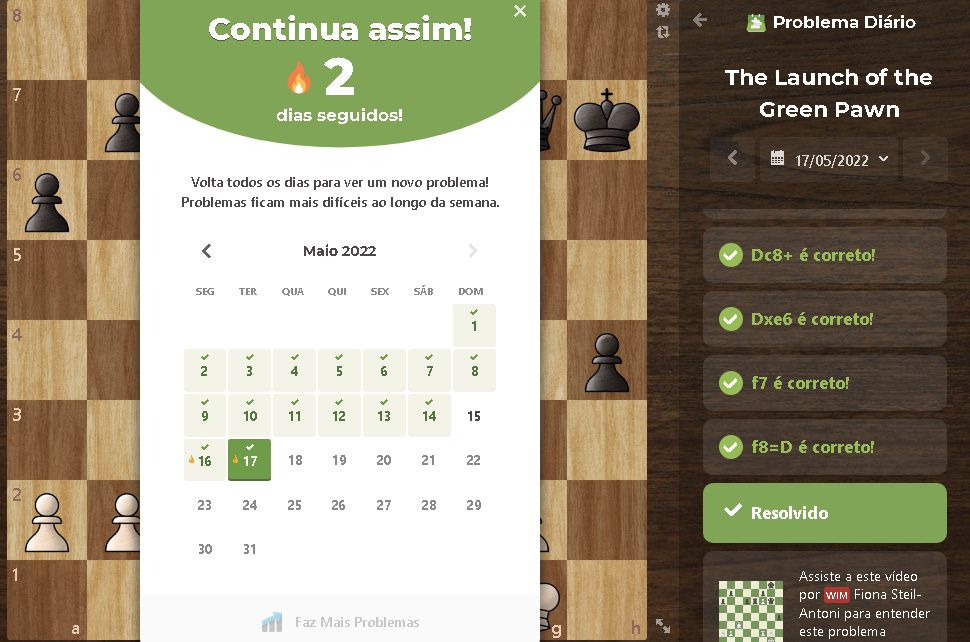 8
7
6
5
4
3
2
1
a
g
h
Continua assim!
2
dias seguidos!
Volta todos os dias para ver um novo problema!
Problemas ficam mais difíceis ao longo da semana.
Maio 2022
SEG TER QUA QUI SEX SÁB DOM
1
2 3 4 5 6 7 8
9 10 11 12 13 14 15
16 17 18 19 20 21 22
23 24 25 26 27 28 29
30 31
Faz Mais Problemas
Problema Diário
The Launch of the
Green Pawn
17/05/2022
Dc8+ é correto!
Dxe6 é correto!
f7 é correto!
f8=D é correto!
Resolvido
Assiste a este vídeo
por WIM Fiona Steil-
Antoni para entender
este problema